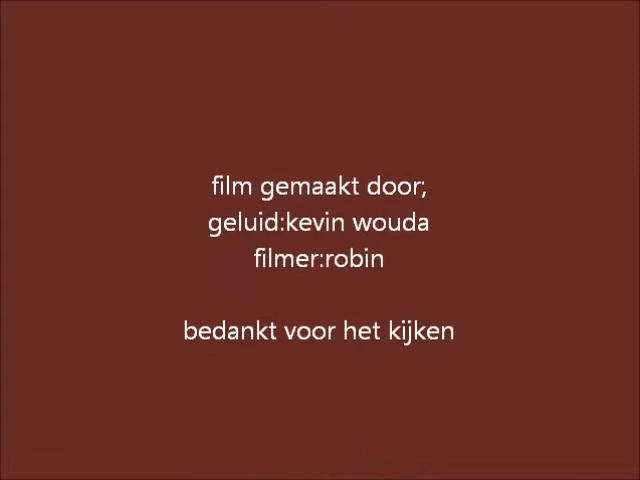 film gemaakt door;
geluid:kevin wouda
filmer:robin
bedankt voor het kijken